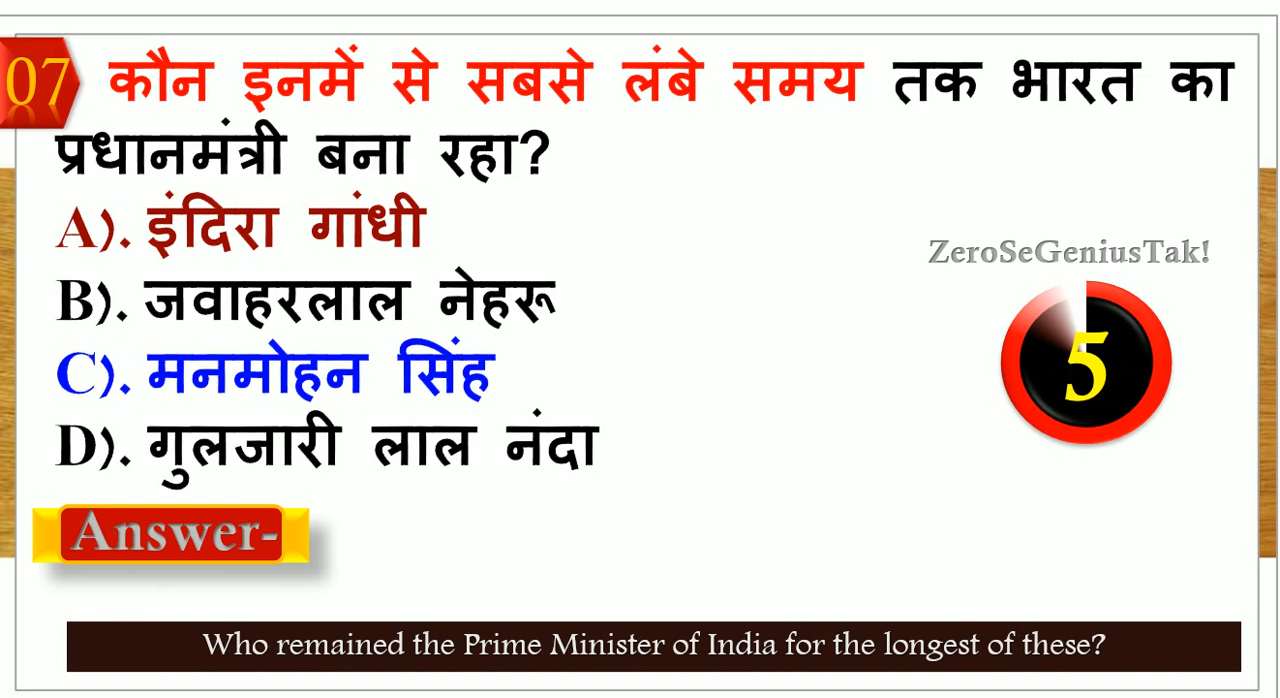 07 कौन इनमें से सबसे लंबे समय तक भारत का
प्रधानमंत्री बना रहा?
A). इंदिरा गांधी
B). जवाहरलाल नेहरू
C). मनमोहन सिंह
D). गुलजारी लाल नंदा
ZeroSeGeniusTak!
5
Answer-
Who remained the Prime Minister of India for the longest of these?